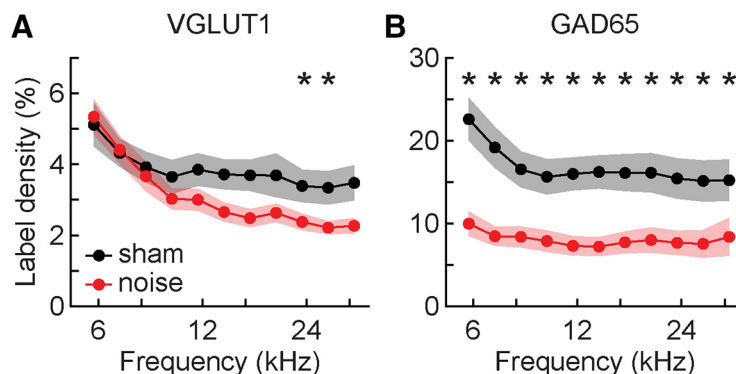 A VGLUT1
Label density (%)
6
4
2
0
* *
sham
noise
6 12 24
Frequency (kHz)
B GAD65
30
20
10
0
* * * * * * * * * * *
6 12 24
Frequency (kHz)